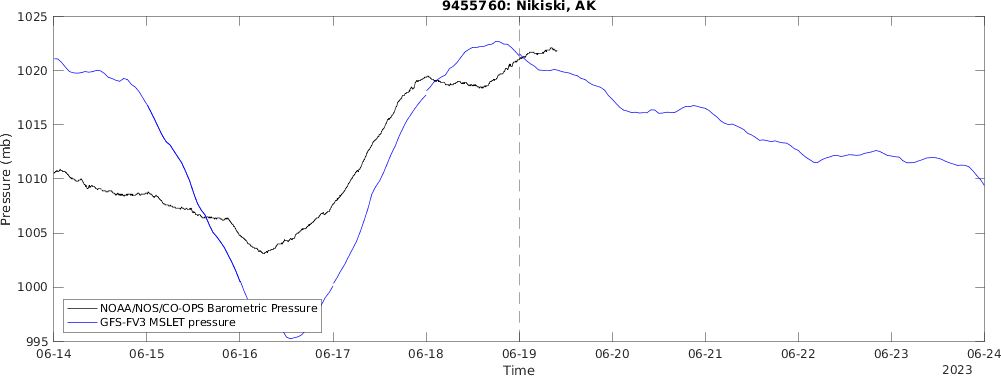 9455760: Nikiski, AK
Pressure (mb)
1025
1020
1015
1010
1005
1000
995
NOAA/NOS/CO-OPS Barometric Pressure
GFS-FV3 MSLET pressure
06-14 06-15 06-16 06-17 06-18 06-19 06-20 06-21 06-22 06-23 06-24
Time
2023